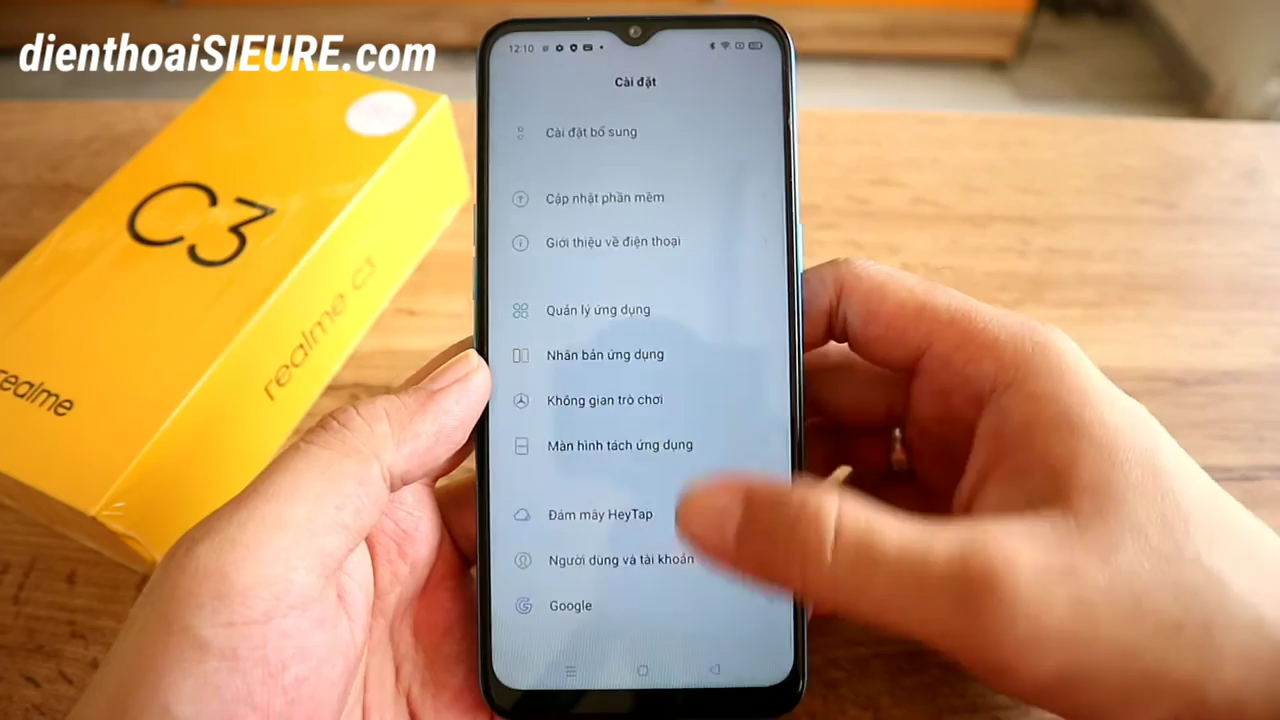 dienthoaiSIEURE.com
12:10
Cài đặt
Cài đặt bổ sung
Cập nhật phần mềm
Giới thiệu về điện thoại
Quản lý ứng dụng
Nhân bản ứng dụng
Không gian trò chơi
Màn hình tách ứng dụng
Đám mây HeyTap
Người dùng và tài khoản
Google
C3
realme C3
realme